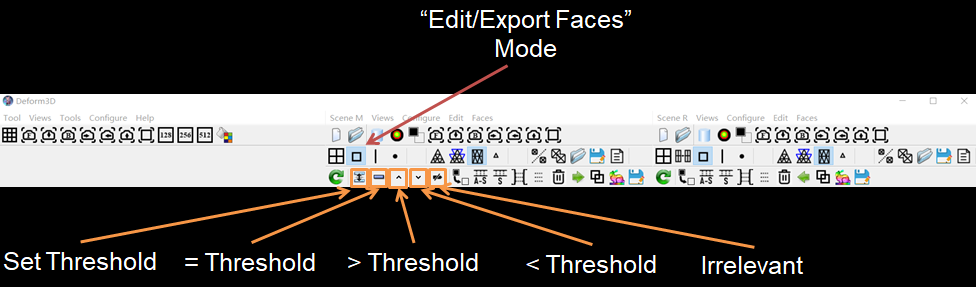 “Edit/Export Faces”
Mode
Deform3D
Tool Views Tools Configure Help
Scene M Views Configure Edit Faces
Scene R Views Configure Edit Faces
128 256 512
A-S S
A-S S
Set Threshold = Threshold > Threshold < Threshold Irrelevant